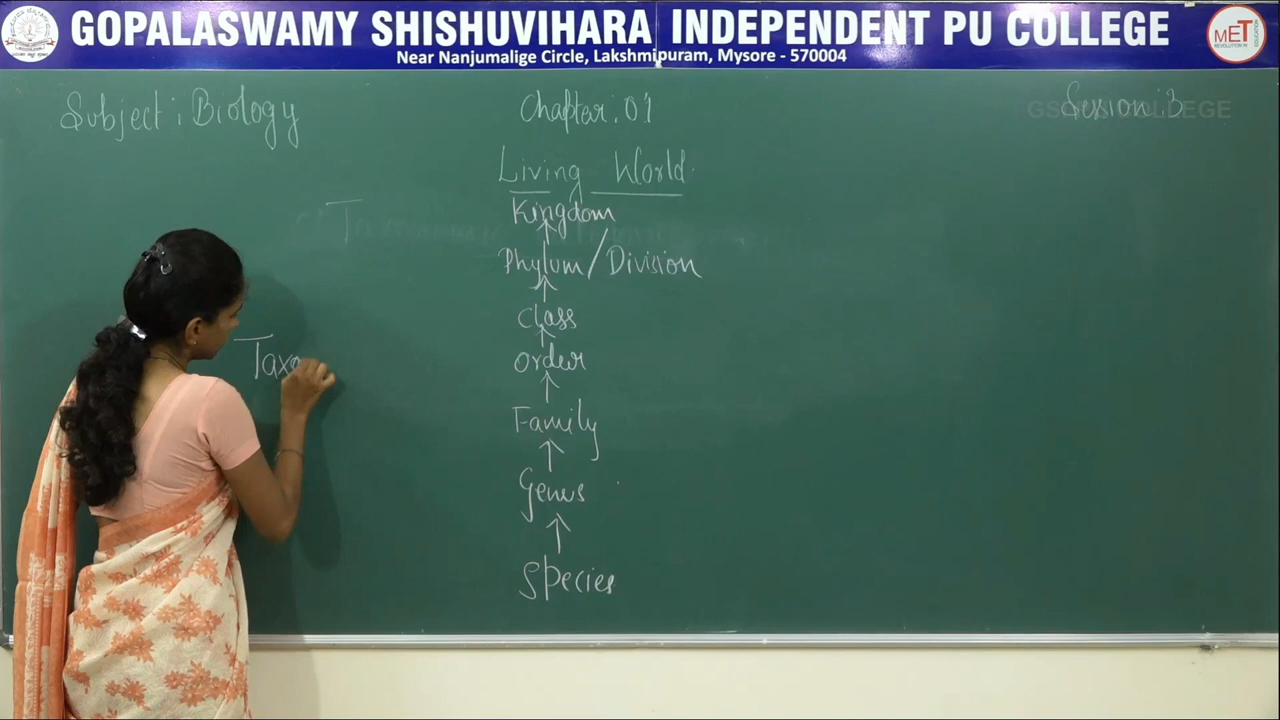 GOPALASWAMY SHISHUVIHARA INDEPENDENT PU COLLEGE
Near Nanjumalige Circle, Lakshmipuram, Mysore - 570004
MET
Subject: Biology
Chapter: 01
Session: 3
Living World
Kingdom
Phylum/Division
Class
Order
Taxo
Family
Genus
Species